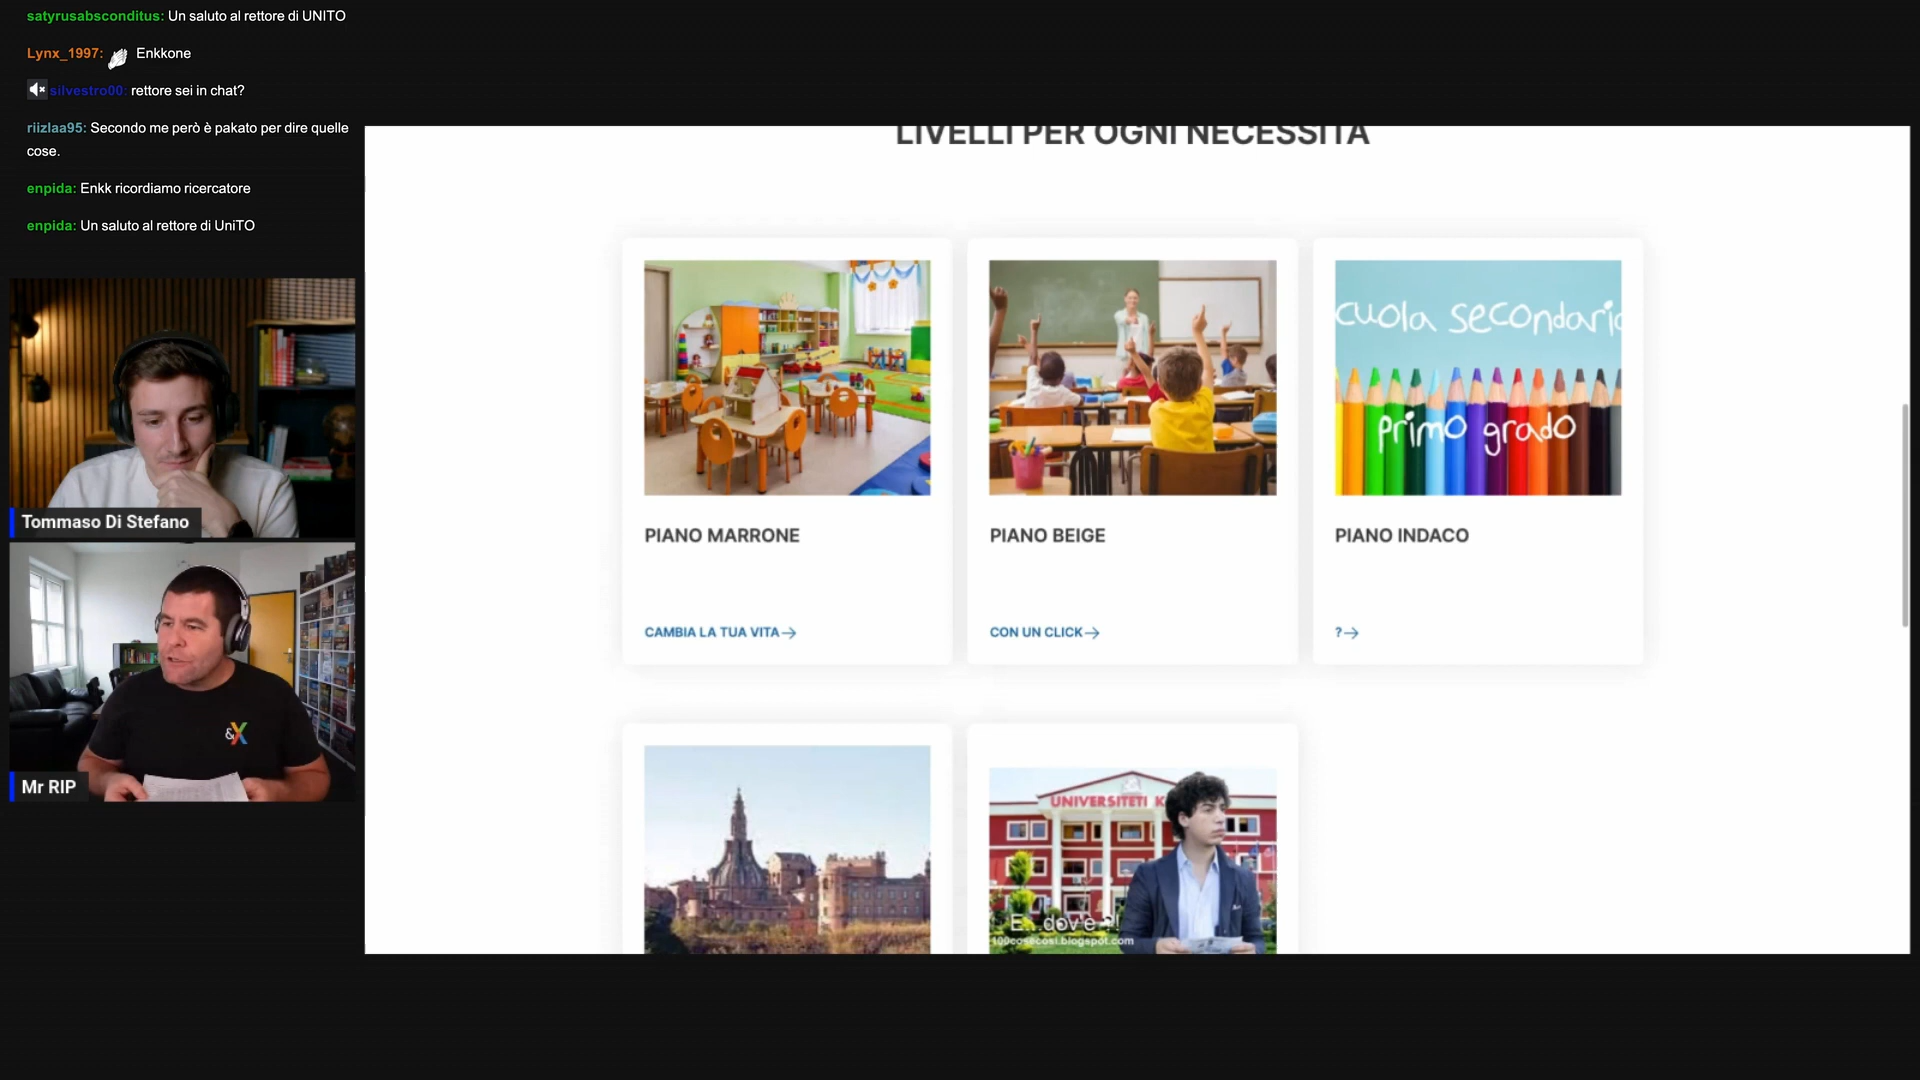 satyrusabsconditus: Un saluto al rettore di UNITO
Lynx_1997: Enkkone
silvestro00: rettore sei in chat?
riizlaa95: Secondo me però è pakato per dire quelle
cose.
enpida: Enkk ricordiamo ricercatore
enpida: Un saluto al rettore di UniTO
Tommaso Di Stefano
&X
Mr RIP
LIVELLI PER OGNI NECESSITÀ
cuola secondari
primo grado
PIANO MARRONE
PIANO BEIGE
PIANO INDACO
CAMBIA LA TUA VITA
CON UN CLICK
?
UNIVERSITETI K
E...dov'e ?!
100cosecosi.blogspot.com